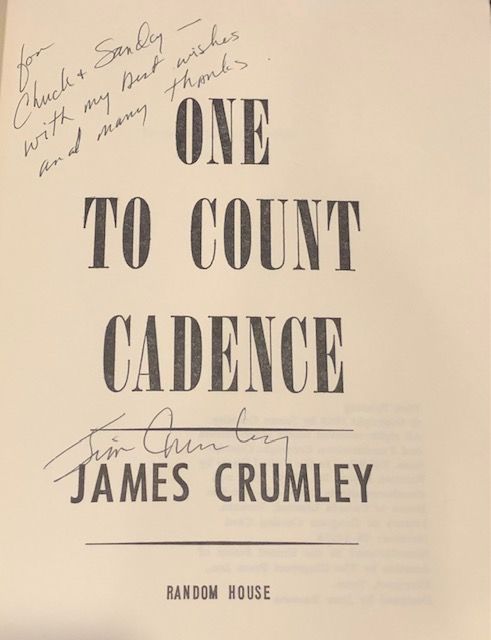 for
Chuck + Sanday —
with my best wishes
and many thanks.
ONE
TO COUNT
CADENCE
Jim Crumley
JAMES CRUMLEY
RANDOM HOUSE